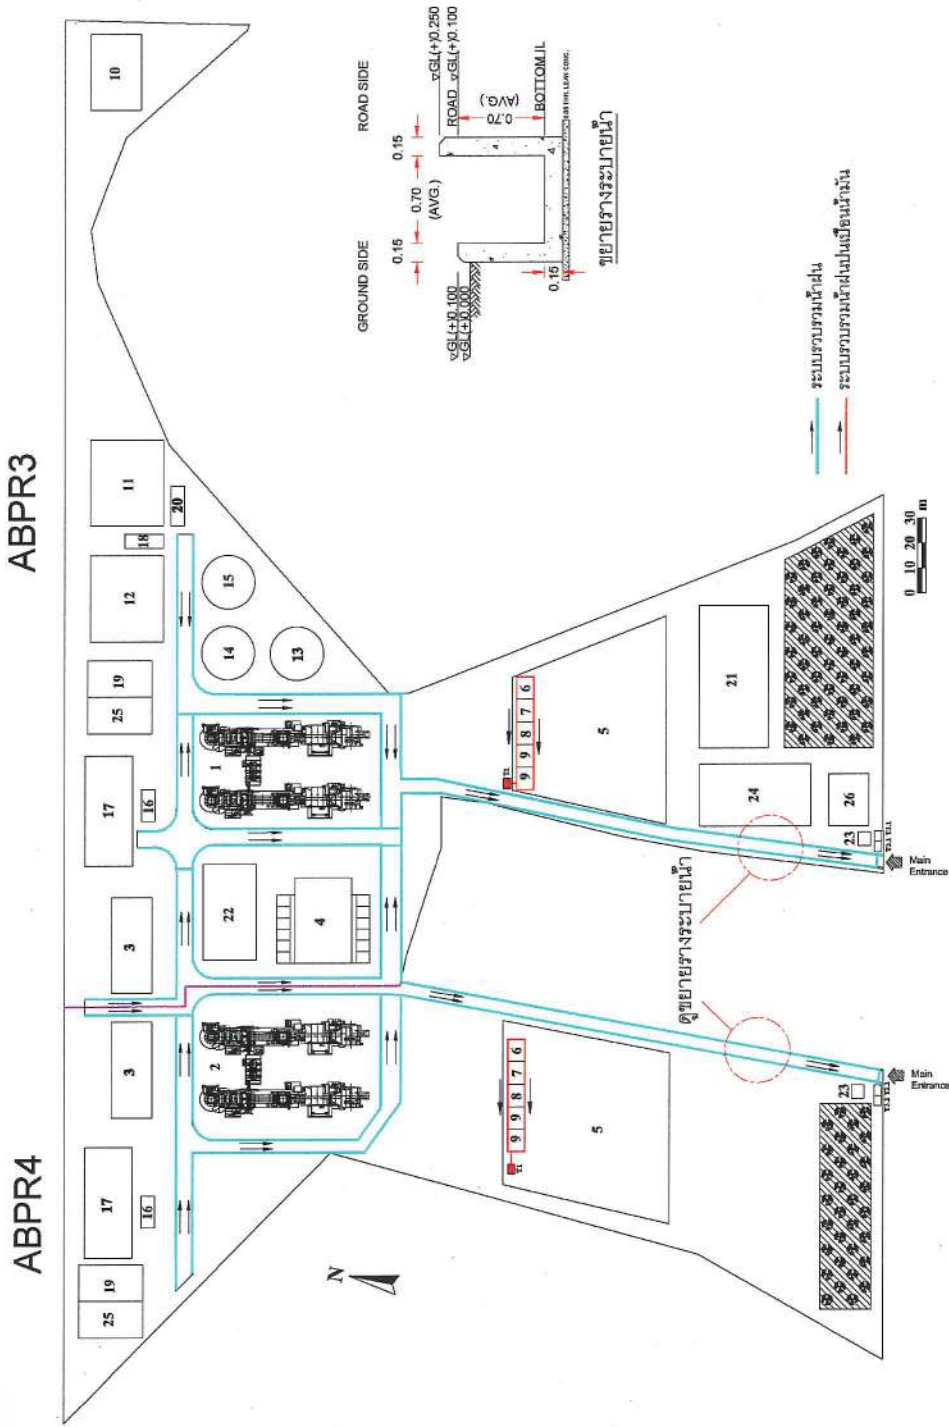 ABPR4
ABPR3
25
19
16
17
3
3
17
16
25
19
12
18
11
20
10
2
22
4
1
14
15
13
N
9
9
8
7
6
T1
5
9
9
8
7
6
T1
5
21
24
26
23
23
Main
Entrance
Main
Entrance
ดูขยายรางระบายน้ำ
GROUND SIDE
ROAD SIDE
0.15
0.70
(AVG.)
0.15
▽GL(+)0.100
▽GL(+)0.000
▽GL(+)0.250
ROAD ▽GL(+)0.100
0.70
(AVG.)
BOTTOM IL
0.15
ขยายรางระบายน้ำ
ระบบรวบรวมน้ำฝน
ระบบรวบรวมน้ำฝนปนเปื้อนน้ำมัน
0 10 20 30 m